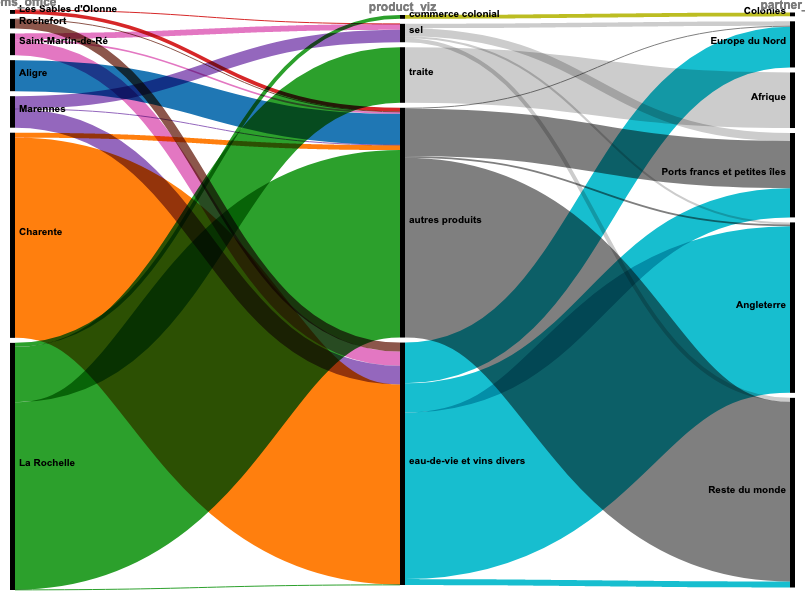 ms_office
product_viz
partner_
Les Sables d'Olonne
Rochefort
Saint-Martin-de-Ré
Aligre
Marennes
Charente
La Rochelle
commerce colonial
sel
traite
autres produits
eau-de-vie et vins divers
Colonies
Europe du Nord
Afrique
Ports francs et petites îles
Angleterre
Reste du monde